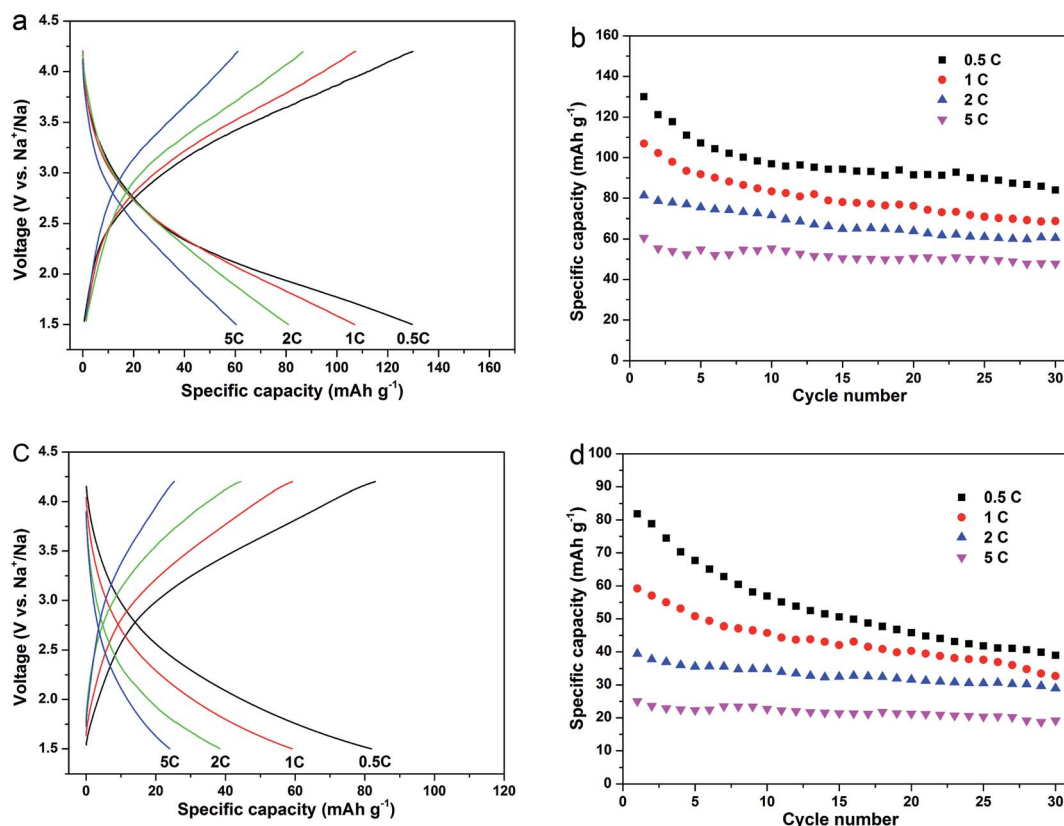 a
4.5
4.0
3.5
3.0
2.5
2.0
1.5
Voltage (V vs. Na⁺/Na)
5C 2C 1C 0.5C
0 20 40 60 80 100 120 140 160
Specific capacity (mAh g⁻¹)
b
160
140
120
100
80
60
40
20
0
Specific capacity (mAh g⁻¹)
0.5 C
1 C
2 C
5 C
0 5 10 15 20 25 30
Cycle number
C
4.5
4.0
3.5
3.0
2.5
2.0
1.5
Voltage (V vs. Na⁺/Na)
5C 2C 1C 0.5C
0 20 40 60 80 100 120
Specific capacity (mAh g⁻¹)
d
100
90
80
70
60
50
40
30
20
10
0
Specific capacity (mAh g⁻¹)
0.5 C
1 C
2 C
5 C
0 5 10 15 20 25 30
Cycle number